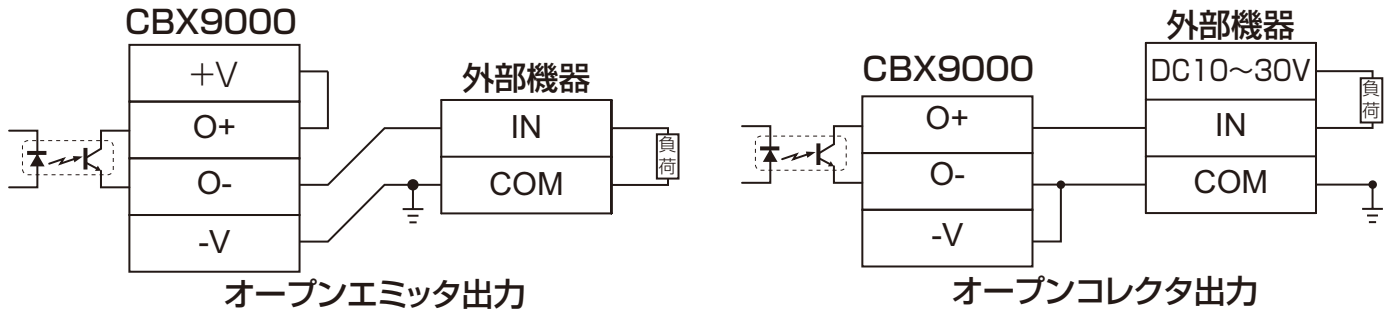 CBX9000
+V
O+
O-
-V
外部機器
IN
COM
負荷
オープンエミッタ出力
CBX9000
O+
O-
-V
外部機器
DC10～30V
IN
COM
負荷
オープンコレクタ出力